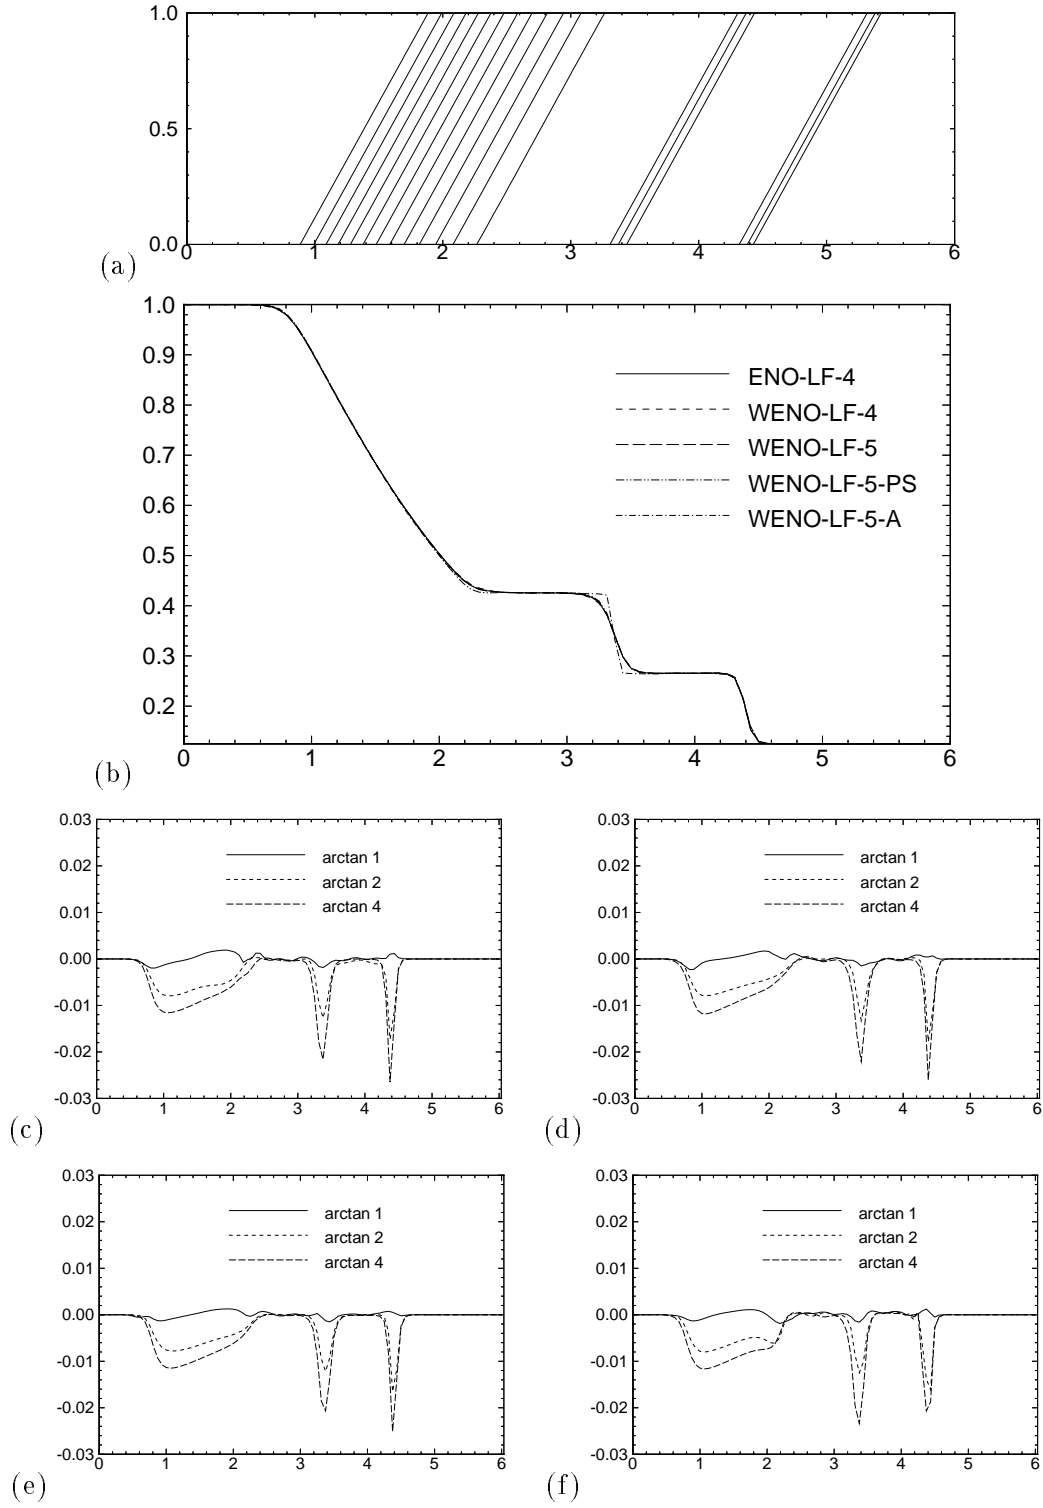 1.0
0.5
0.0
0 1 2 3 4 5 6
(a)
1.0
0.9
0.8
0.7
0.6
0.5
0.4
0.3
0.2
ENO-LF-4
WENO-LF-4
WENO-LF-5
WENO-LF-5-PS
WENO-LF-5-A
0 1 2 3 4 5 6
(b)
0.03
0.02
0.01
0.00
-0.01
-0.02
-0.03
arctan 1
arctan 2
arctan 4
0 1 2 3 4 5 6
(c)
0.03
0.02
0.01
0.00
-0.01
-0.02
-0.03
arctan 1
arctan 2
arctan 4
0 1 2 3 4 5 6
(d)
0.03
0.02
0.01
0.00
-0.01
-0.02
-0.03
arctan 1
arctan 2
arctan 4
0 1 2 3 4 5 6
(e)
0.03
0.02
0.01
0.00
-0.01
-0.02
-0.03
arctan 1
arctan 2
arctan 4
0 1 2 3 4 5 6
(f)